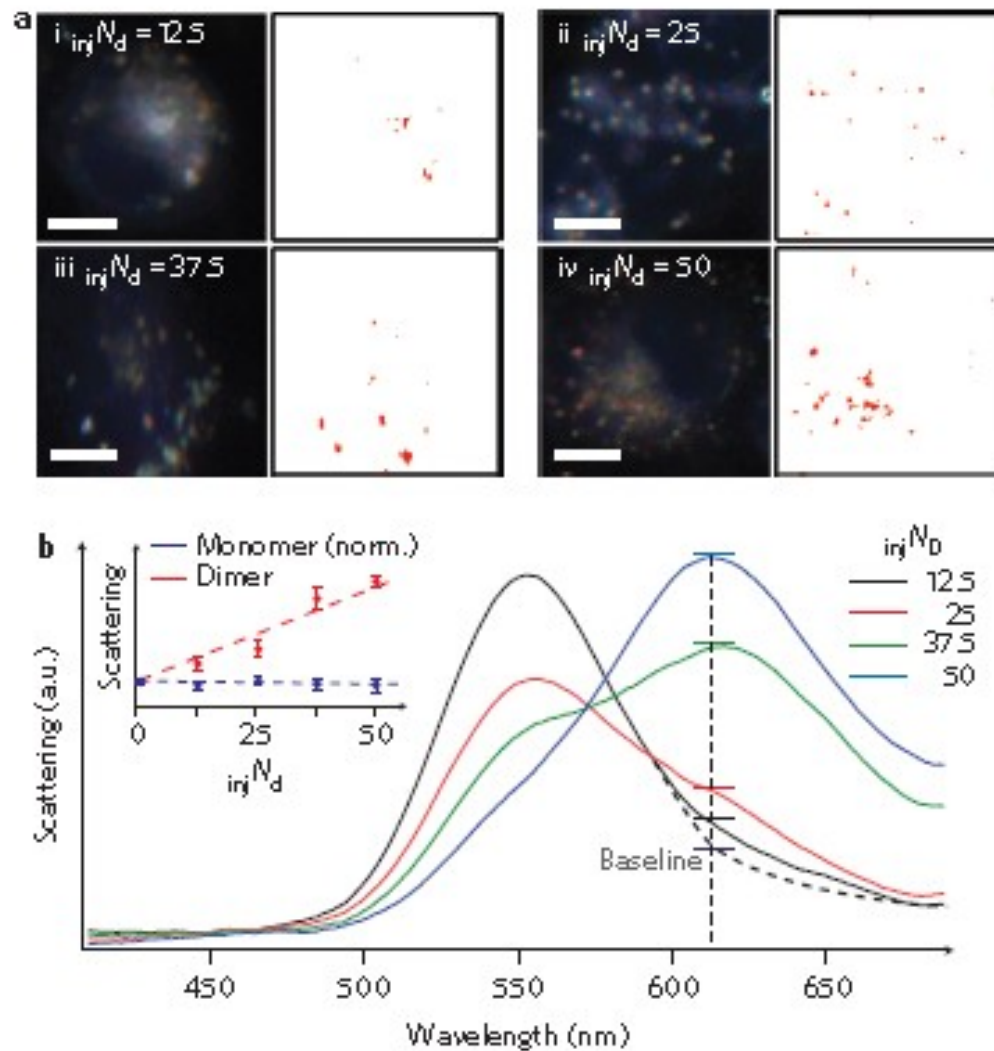 a
i injNd = 12.5
ii injNd = 25
iii injNd = 37.5
iv injNd = 50
b
Monomer (norm.)
Dimer
Scattering
0 25 50
injNd
injND
12.5
25
37.5
50
Baseline
Scattering (a.u.)
450 500 550 600 650
Wavelength (nm)